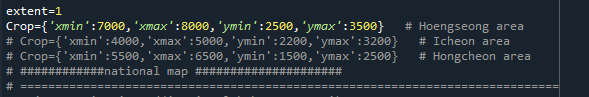 extent=1
Crop={'xmin':7000,'xmax':8000,'ymin':2500,'ymax':3500}   # Hoengseong area
# Crop={'xmin':4000,'xmax':5000,'ymin':2200,'ymax':3200}   # Icheon area
# Crop={'xmin':5500,'xmax':6500,'ymin':1500,'ymax':2500}   # Hongcheon area
# ############national map #####################
# =============================================================================